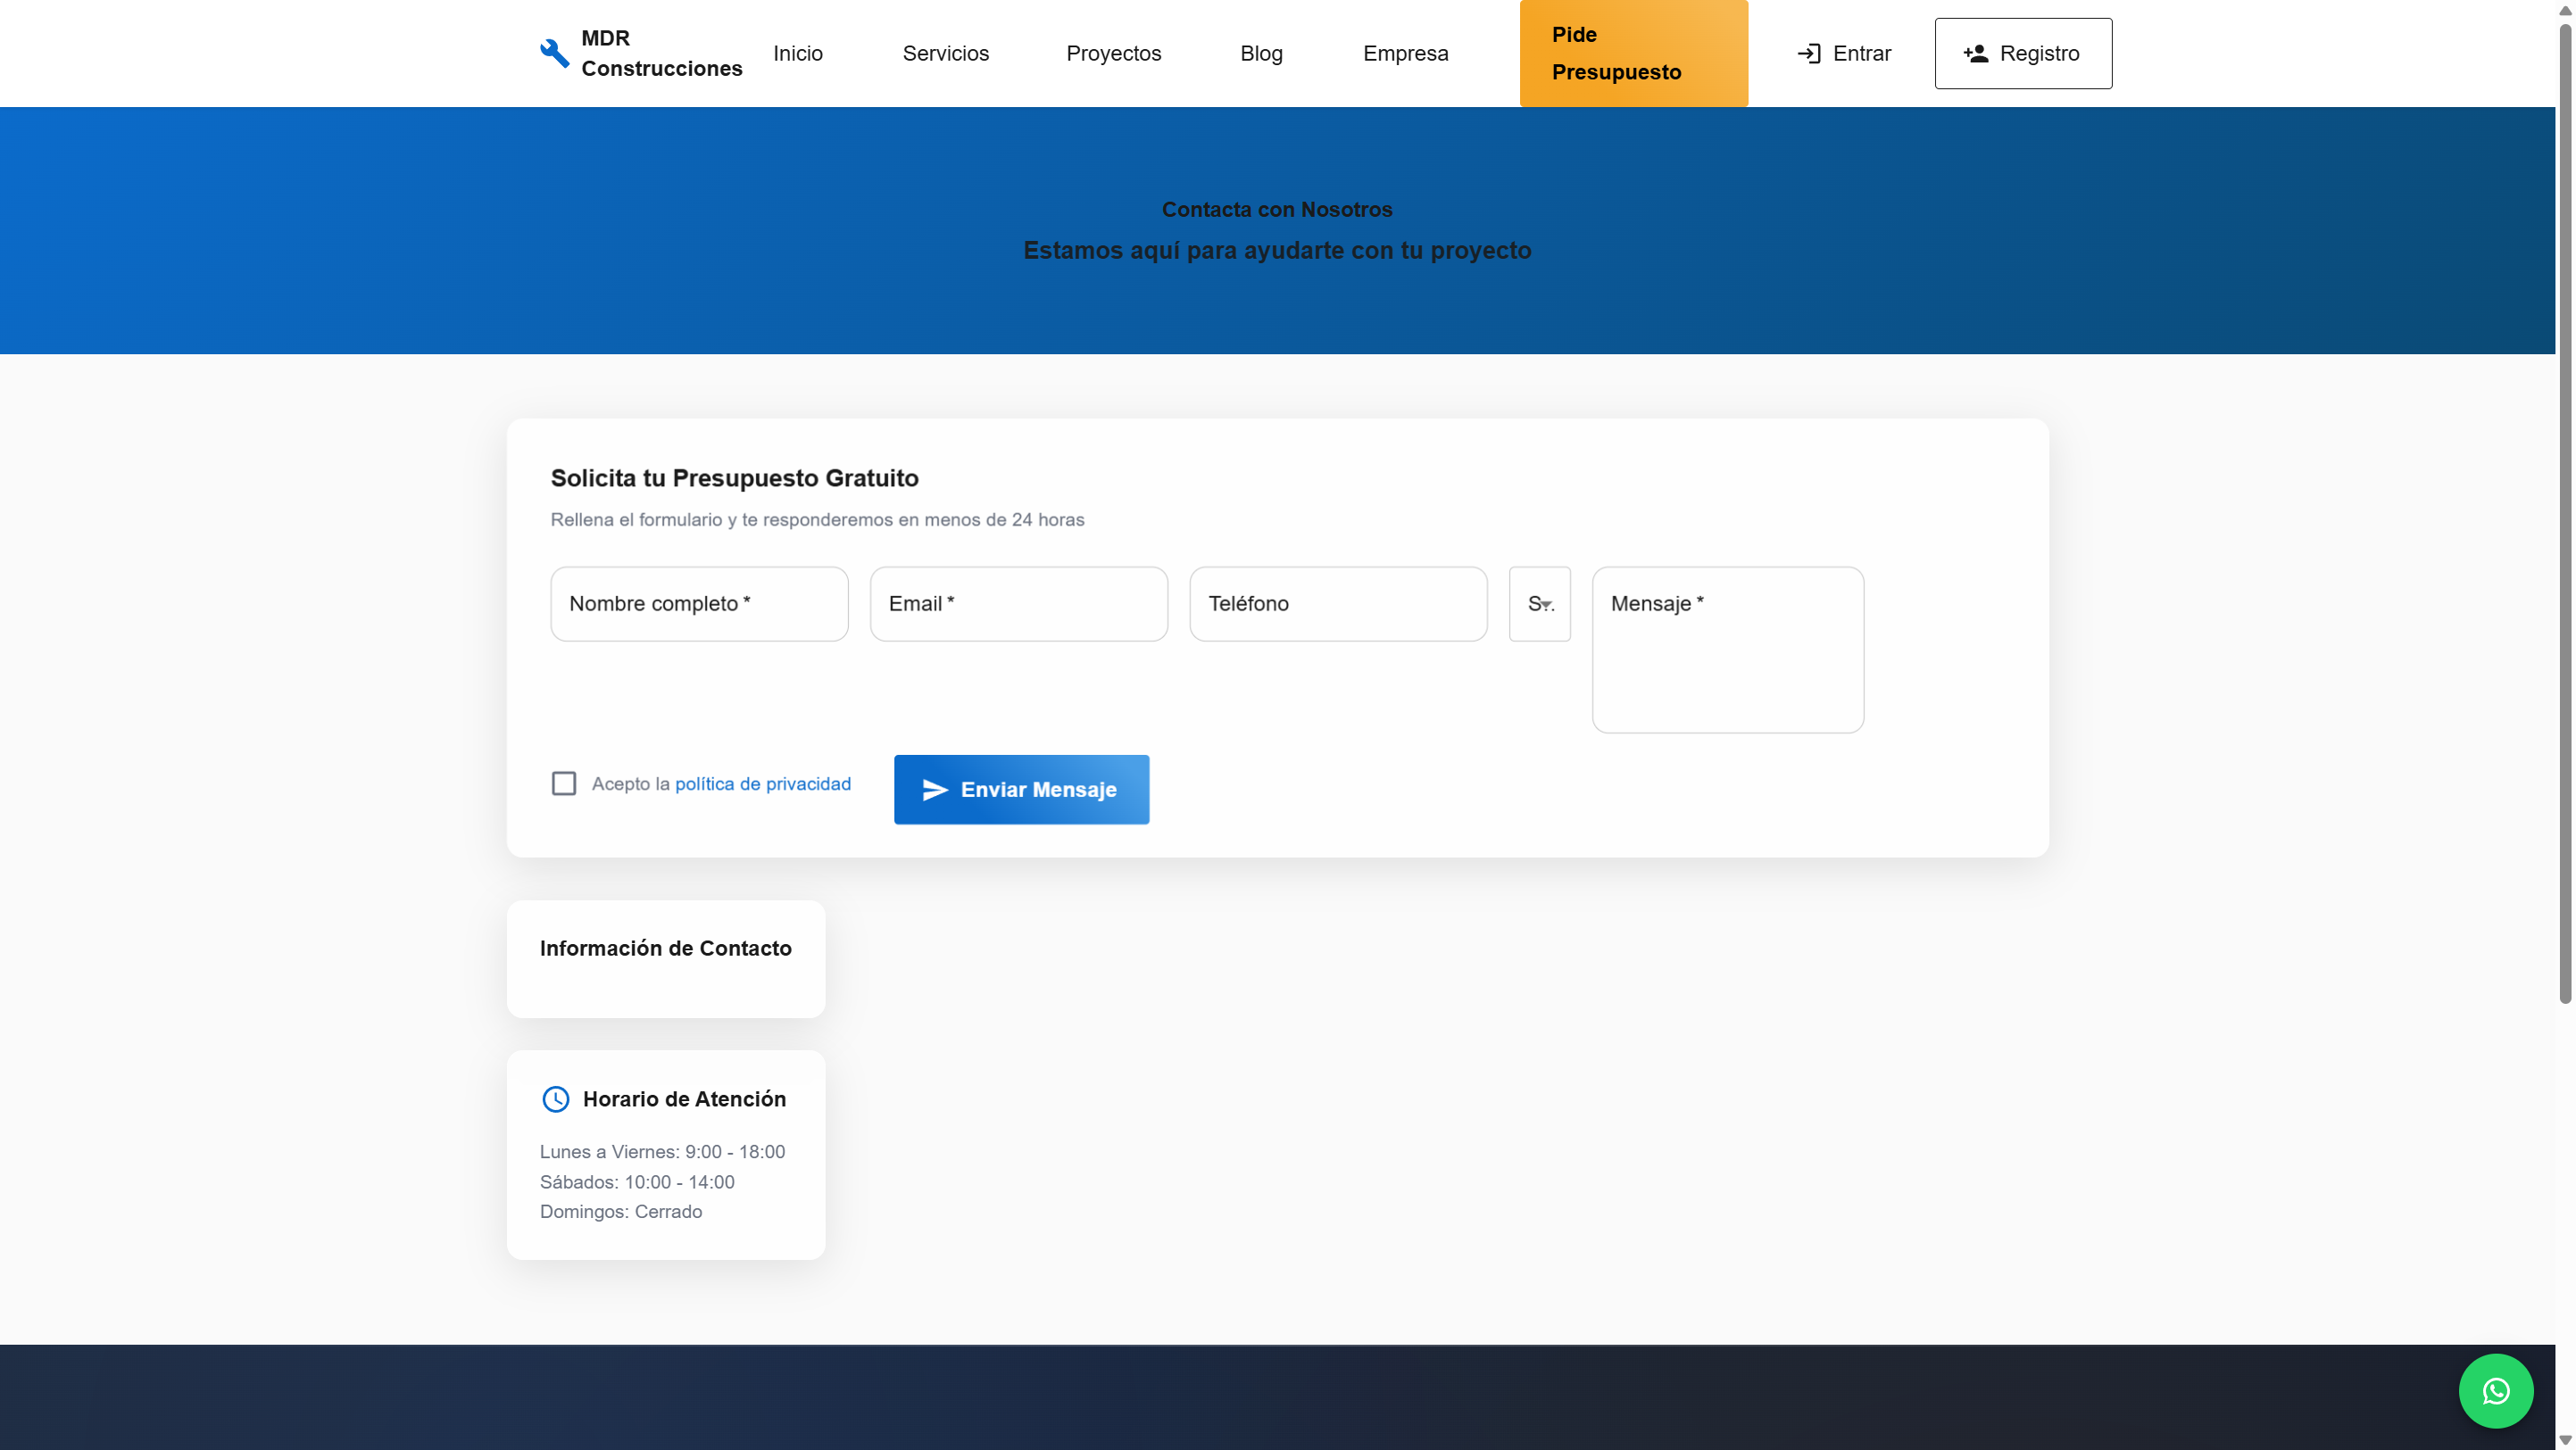 MDR
Construcciones
Inicio
Servicios
Proyectos
Blog
Empresa
Pide
Presupuesto
Entrar
Registro
Contacta con Nosotros
Estamos aquí para ayudarte con tu proyecto
Solicita tu Presupuesto Gratuito
Rellena el formulario y te responderemos en menos de 24 horas
Nombre completo *
Email *
Teléfono
S...
Mensaje *
Acepto la política de privacidad
Enviar Mensaje
Información de Contacto
Horario de Atención
Lunes a Viernes: 9:00 - 18:00
Sábados: 10:00 - 14:00
Domingos: Cerrado